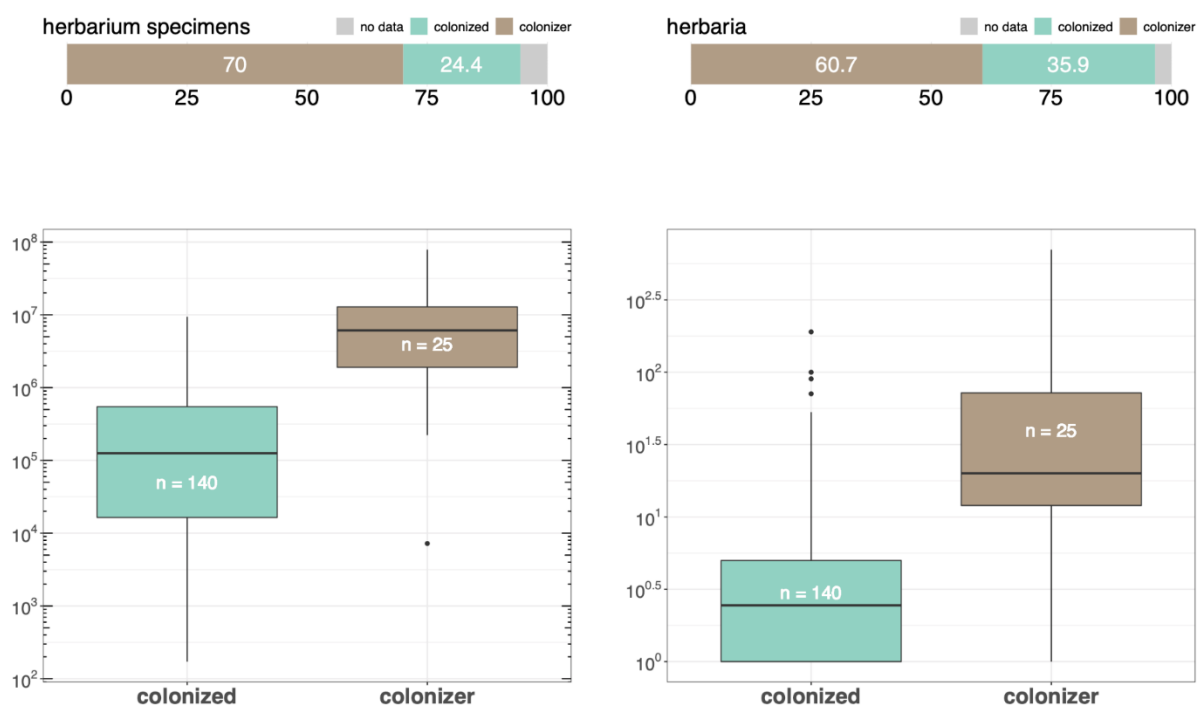 herbarium specimens
no data colonized colonizer
70 24.4
0 25 50 75 100
herbaria
no data colonized colonizer
60.7 35.9
0 25 50 75 100
10^8
10^7
10^6
10^5
10^4
10^3
10^2
n = 140
n = 25
colonized colonizer
10^2.5
10^2
10^1.5
10^1
10^0.5
10^0
n = 25
n = 140
colonized colonizer